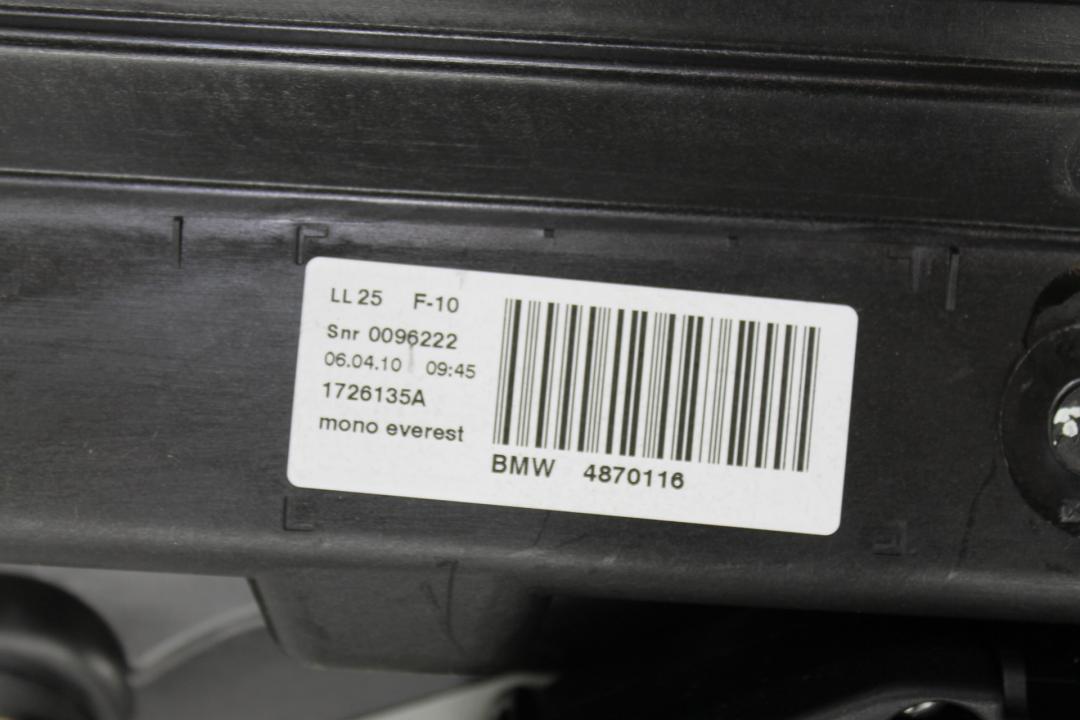 LL 25 F-10
Snr 0096222
06.04.10 09:45
1726135A
mono everest
BMW 4870116